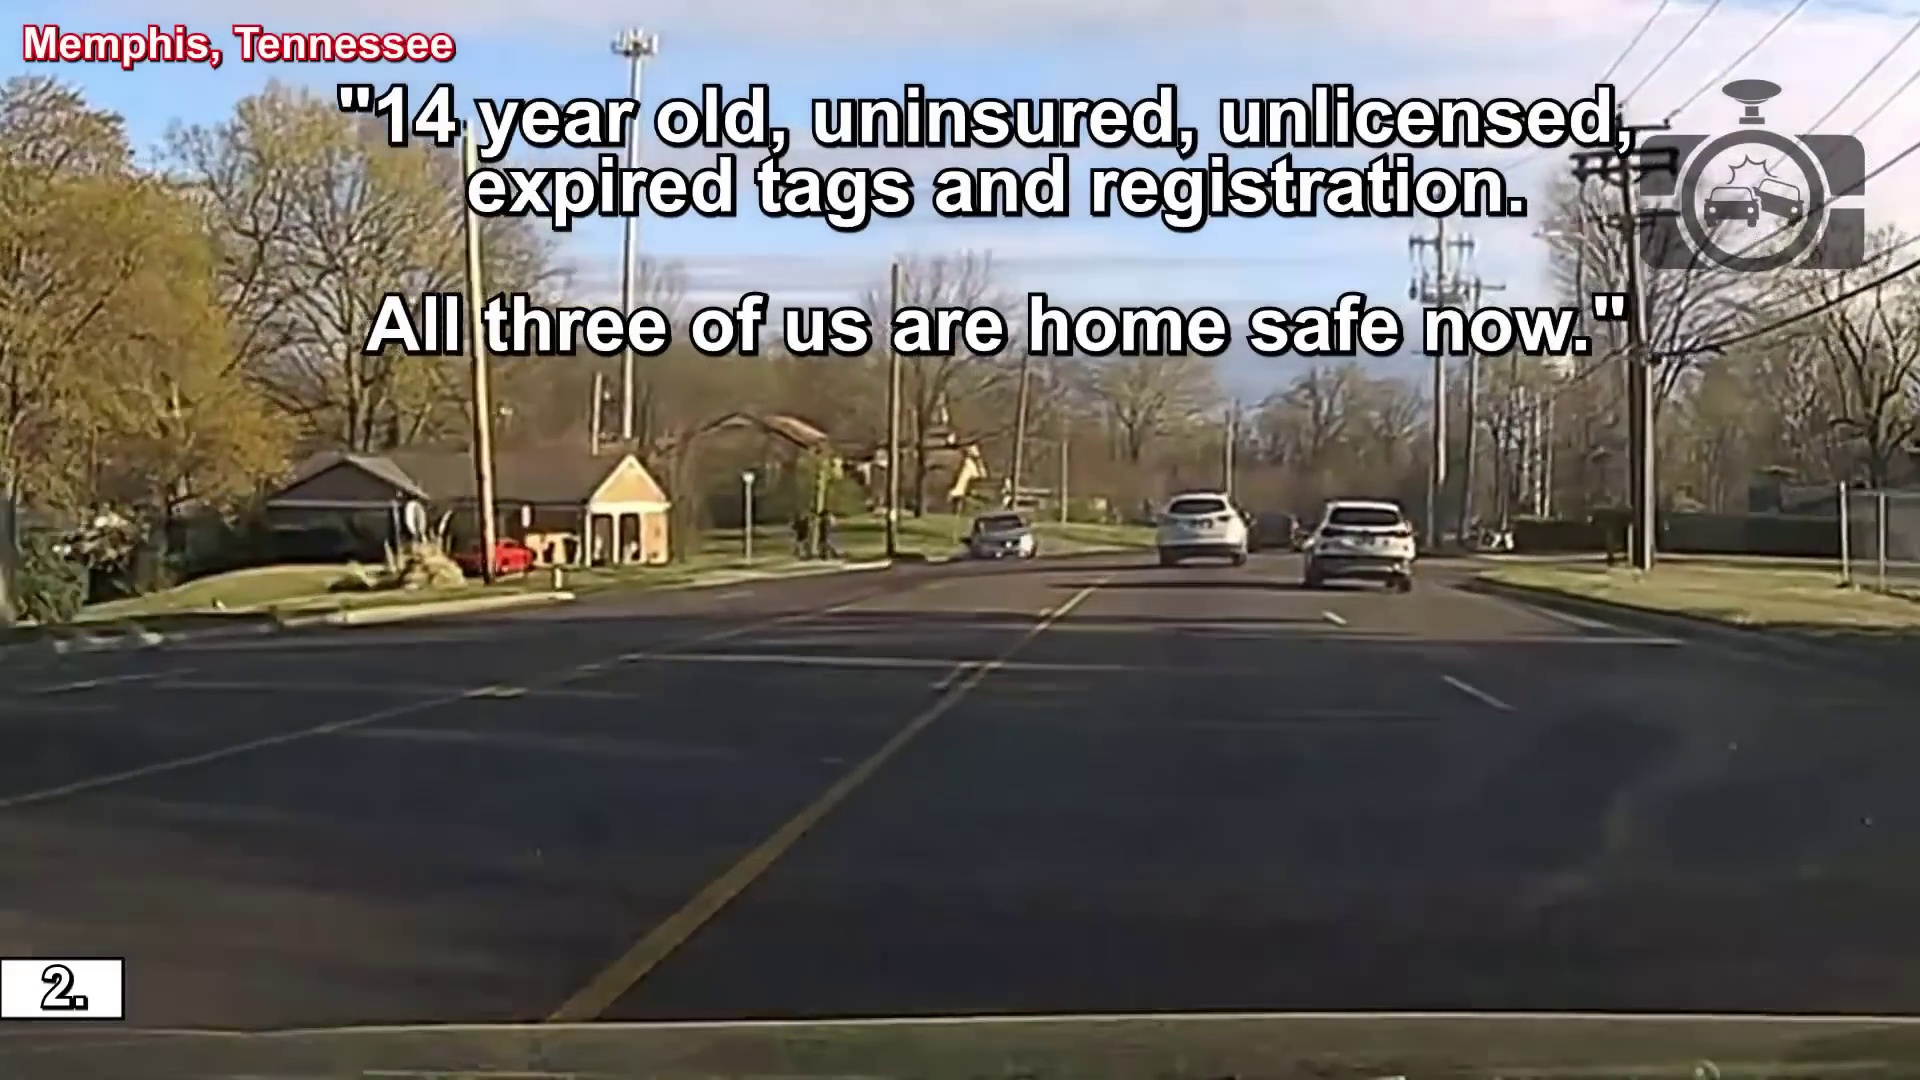 Memphis, Tennessee
"14 year old, uninsured, unlicensed,
expired tags and registration.
All three of us are home safe now."
2.